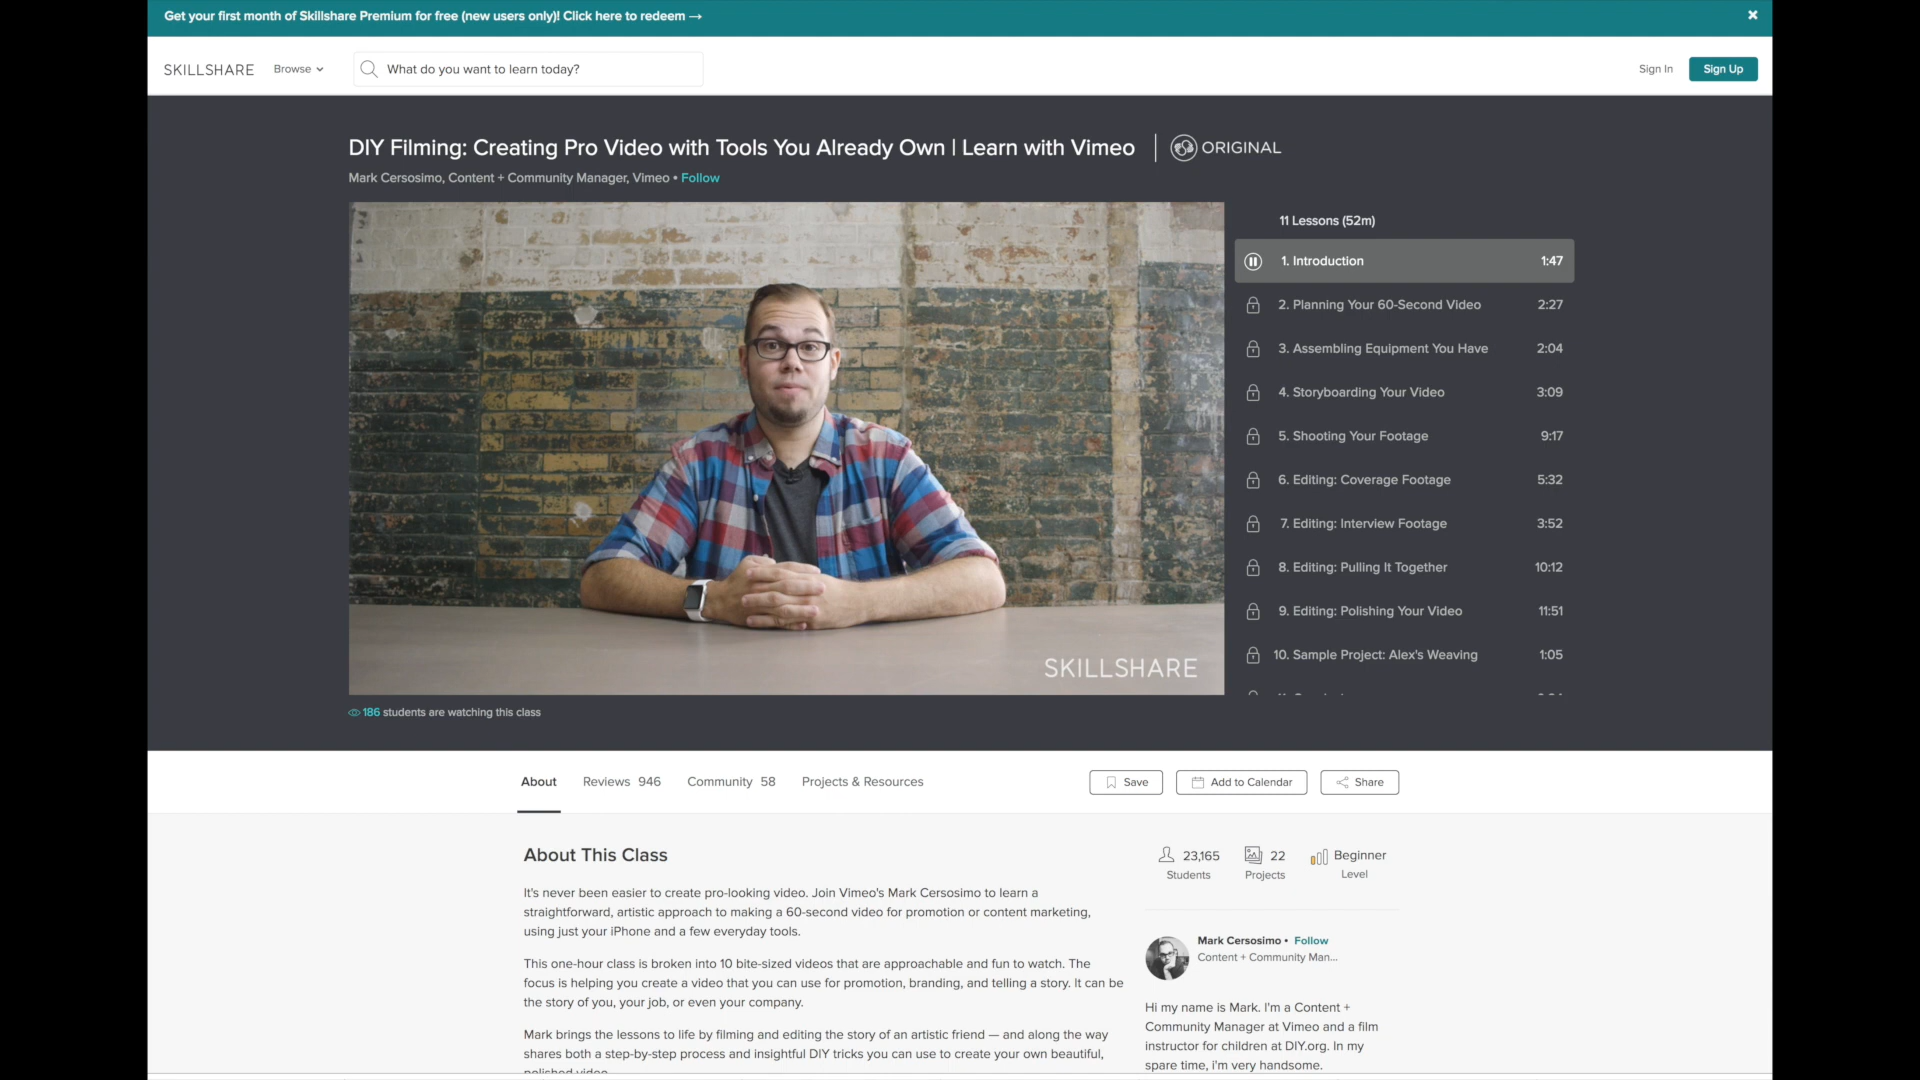 Get your first month of Skillshare Premium for free (new users only)! Click here to redeem →
SKILLSHARE
Browse
What do you want to learn today?
Sign In
Sign Up
DIY Filming: Creating Pro Video with Tools You Already Own | Learn with Vimeo
ORIGINAL
Mark Cersosimo, Content + Community Manager, Vimeo • Follow
11 Lessons (52m)
1. Introduction 1:47
2. Planning Your 60-Second Video 2:27
3. Assembling Equipment You Have 2:04
4. Storyboarding Your Video 3:09
5. Shooting Your Footage 9:17
6. Editing: Coverage Footage 5:32
7. Editing: Interview Footage 3:52
8. Editing: Pulling It Together 10:12
9. Editing: Polishing Your Video 11:51
10. Sample Project: Alex's Weaving 1:05
SKILLSHARE
186 students are watching this class
About
Reviews 946
Community 58
Projects & Resources
Save
Add to Calendar
Share
About This Class
It's never been easier to create pro-looking video. Join Vimeo's Mark Cersosimo to learn a
straightforward, artistic approach to making a 60-second video for promotion or content marketing,
using just your iPhone and a few everyday tools.
This one-hour class is broken into 10 bite-sized videos that are approachable and fun to watch. The
focus is helping you create a video that you can use for promotion, branding, and telling a story. It can be
the story of you, your job, or even your company.
Mark brings the lessons to life by filming and editing the story of an artistic friend — and along the way
shares both a step-by-step process and insightful DIY tricks you can use to create your own beautiful,
polished video.
23,165
Students
22
Projects
Beginner
Level
Mark Cersosimo • Follow
Content + Community Man...
Hi my name is Mark. I'm a Content +
Community Manager at Vimeo and a film
instructor for children at DIY.org. In my
spare time, i'm very handsome.